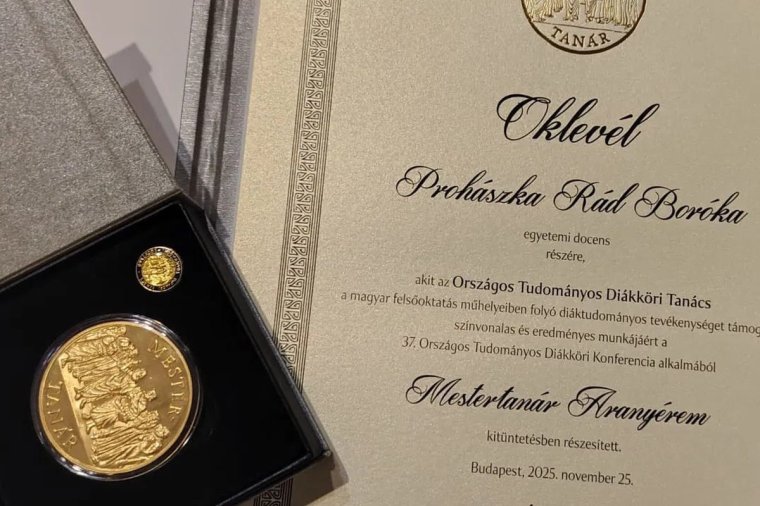 TANÁR
Oklevél
Prohászka Rád Boróka
egyetemi docens
részére,
akit az Országos Tudományos Diákköri Tanács
a magyar felsőoktatás műhelyeiben folyó diáktudományos tevékenységet támog
színvonalas és eredményes munkájáért a
37. Országos Tudományos Diákköri Konferencia alkalmából
Mestertanár Aranyérem
kitüntetésben részesített.
Budapest, 2025. november 25.
MESTER
TANÁR